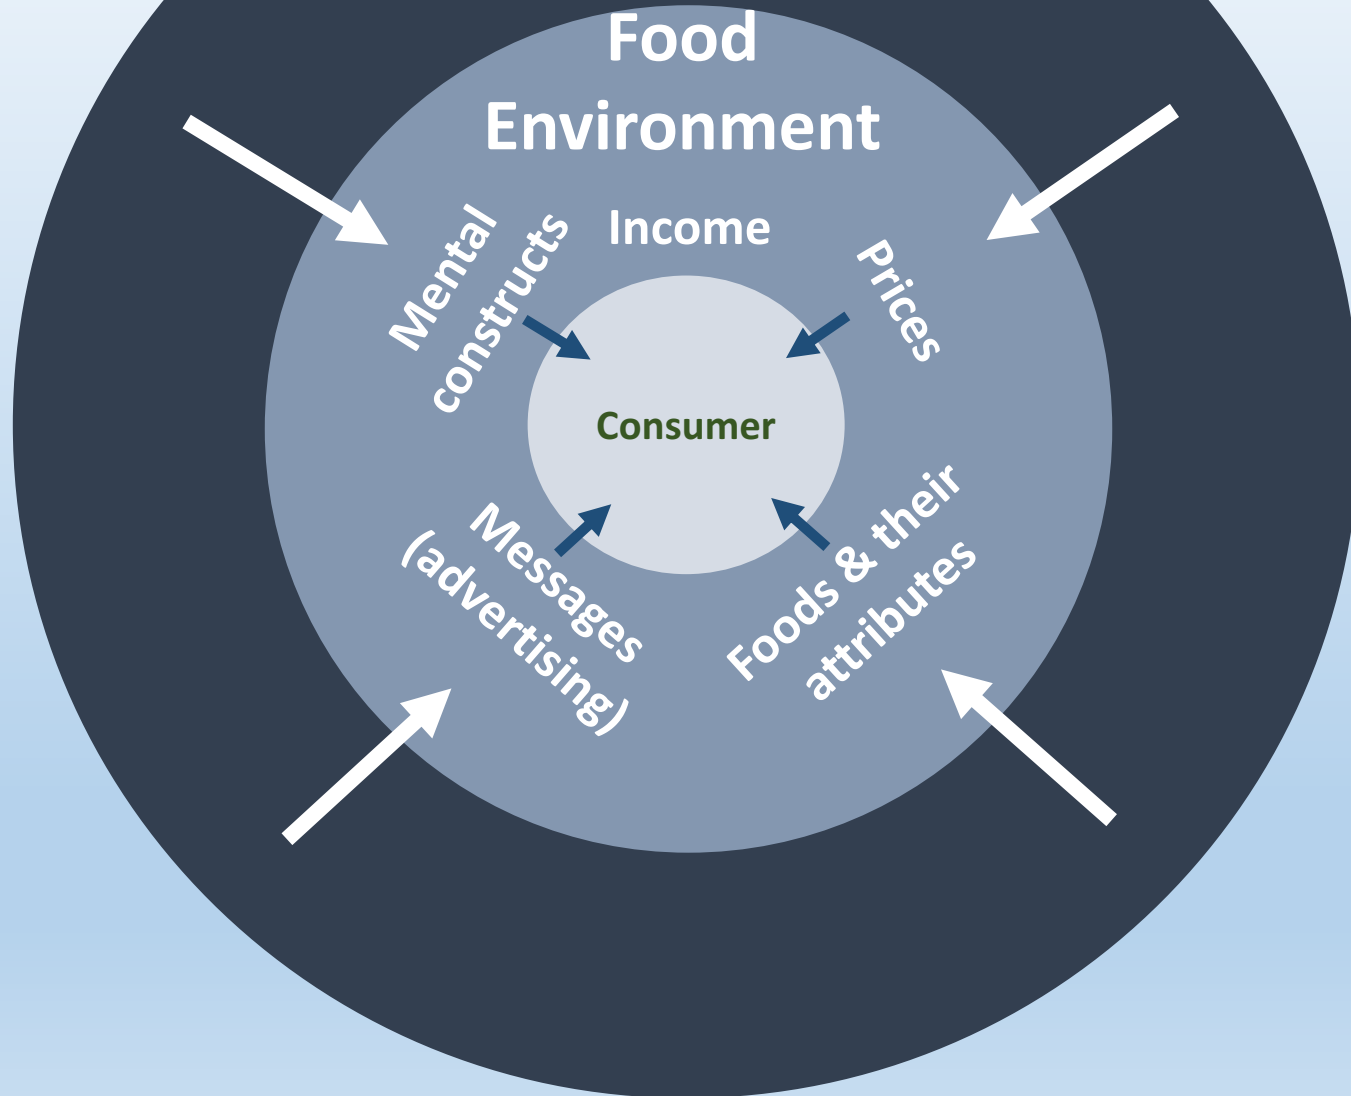 Food
Environment
Income
Mental
constructs
Prices
Consumer
Messages
(advertising)
Foods & their
attributes